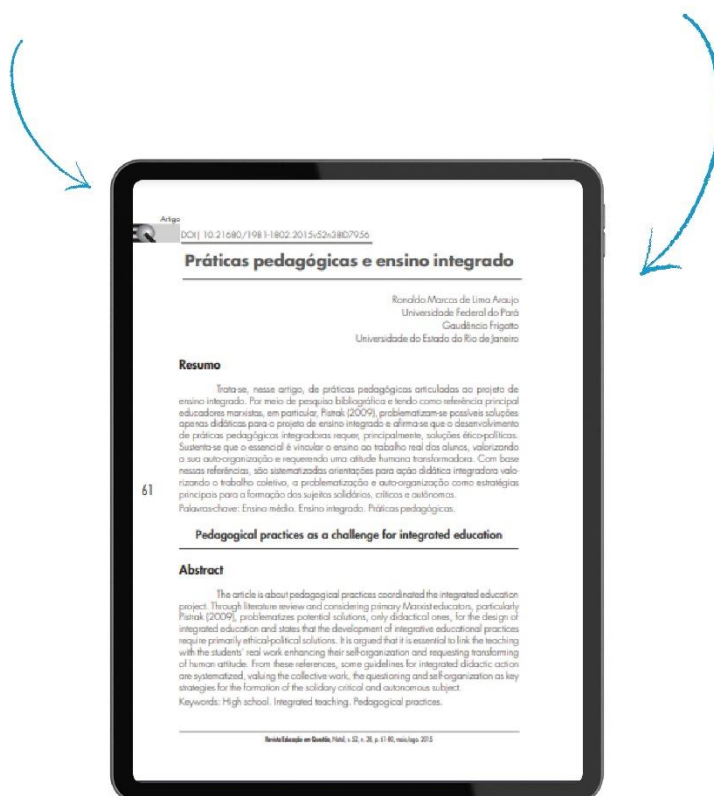 Artigo
DOI| 10.21680/1981-1802.2015v52n38ID7956
Práticas pedagógicas e ensino integrado
Ronaldo Marcos de Lima Araujo
Universidade Federal do Pará
Gaudêncio Frigotto
Universidade do Estado do Rio de Janeiro
Resumo
Trata-se, nesse artigo, de práticas pedagógicas articuladas ao projeto de
ensino integrado. Por meio de pesquisa bibliográfica e tendo como referência principal
educadores marxistas, em particular, Pistrak (2009), problematizam-se possíveis soluções
apenas didáticas para o projeto de ensino integrado e afirma-se que o desenvolvimento
de práticas pedagógicas integradoras requer, principalmente, soluções ético-políticas.
Sustenta-se que o essencial é vincular o ensino ao trabalho real dos alunos, valorizando
a sua auto-organização e requerendo uma atitude humana transformadora. Com base
nessas referências, são sistematizadas orientações para ação didática integradora valo-
rizando o trabalho coletivo, a problematização e auto-organização como estratégias
principais para a formação dos sujeitos solidários, críticos e autônomos.
61
Palavras-chave: Ensino médio. Ensino integrado. Práticas pedagógicas.
Pedagogical practices as a challenge for integrated education
Abstract
The article is about pedagogical practices coordinated the integrated education
project. Through literature review and considering primary Marxist educators, particularly
Pistrak (2009), problematizes potential solutions, only didactical ones, for the design of
integrated education and states that the development of integrative educational practices
require primarily ethical-political solutions. It is argued that it is essential to link the teaching
with the students' real work enhancing their self-organization and requesting transforming
of human attitude. From these references, some guidelines for integrated didactic action
are systematized, valuing the collective work, the questioning and self-organization as key
strategies for the formation of the solidary critical and autonomous subject.
Keywords: High school. Integrated teaching. Pedagogical practices.
Revista Educação em Questão, Natal, v. 52, n. 38, p. 61-80, maio/ago. 2015